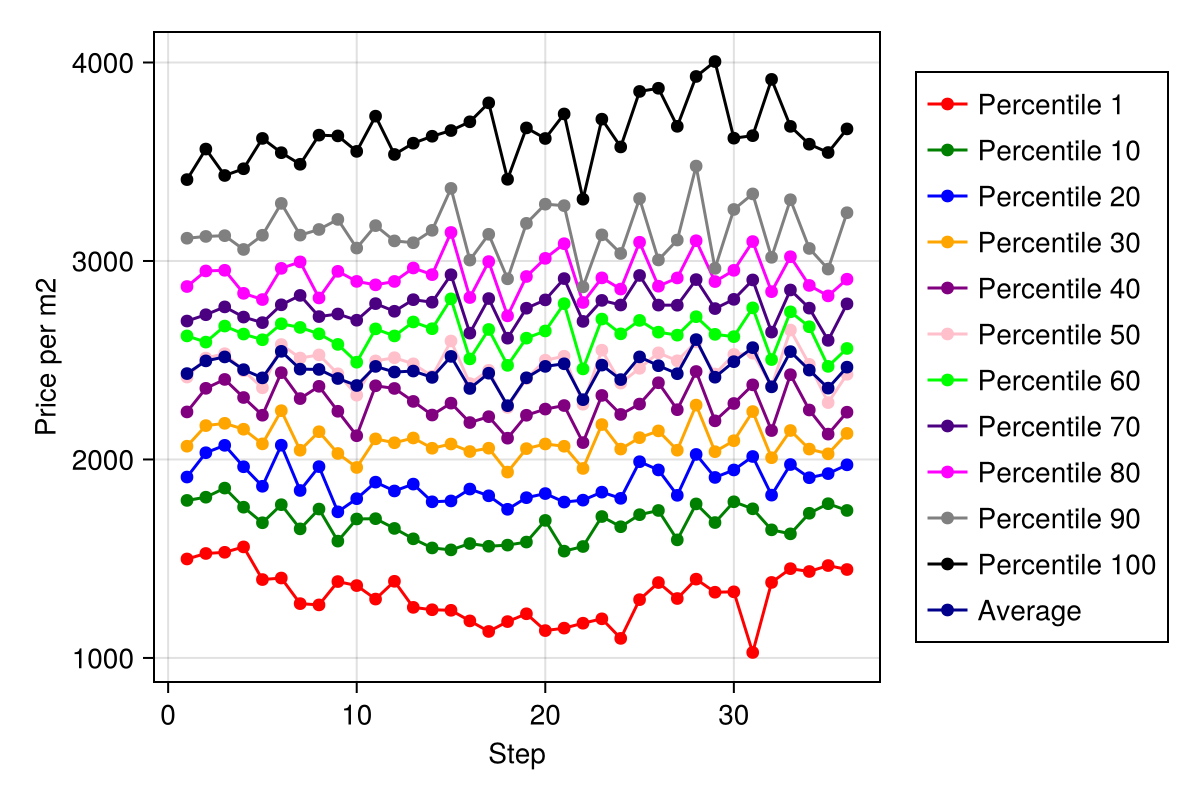 4000
3000
2000
1000
Price per m2
0
10
20
30
Step
Percentile 1
Percentile 10
Percentile 20
Percentile 30
Percentile 40
Percentile 50
Percentile 60
Percentile 70
Percentile 80
Percentile 90
Percentile 100
Average